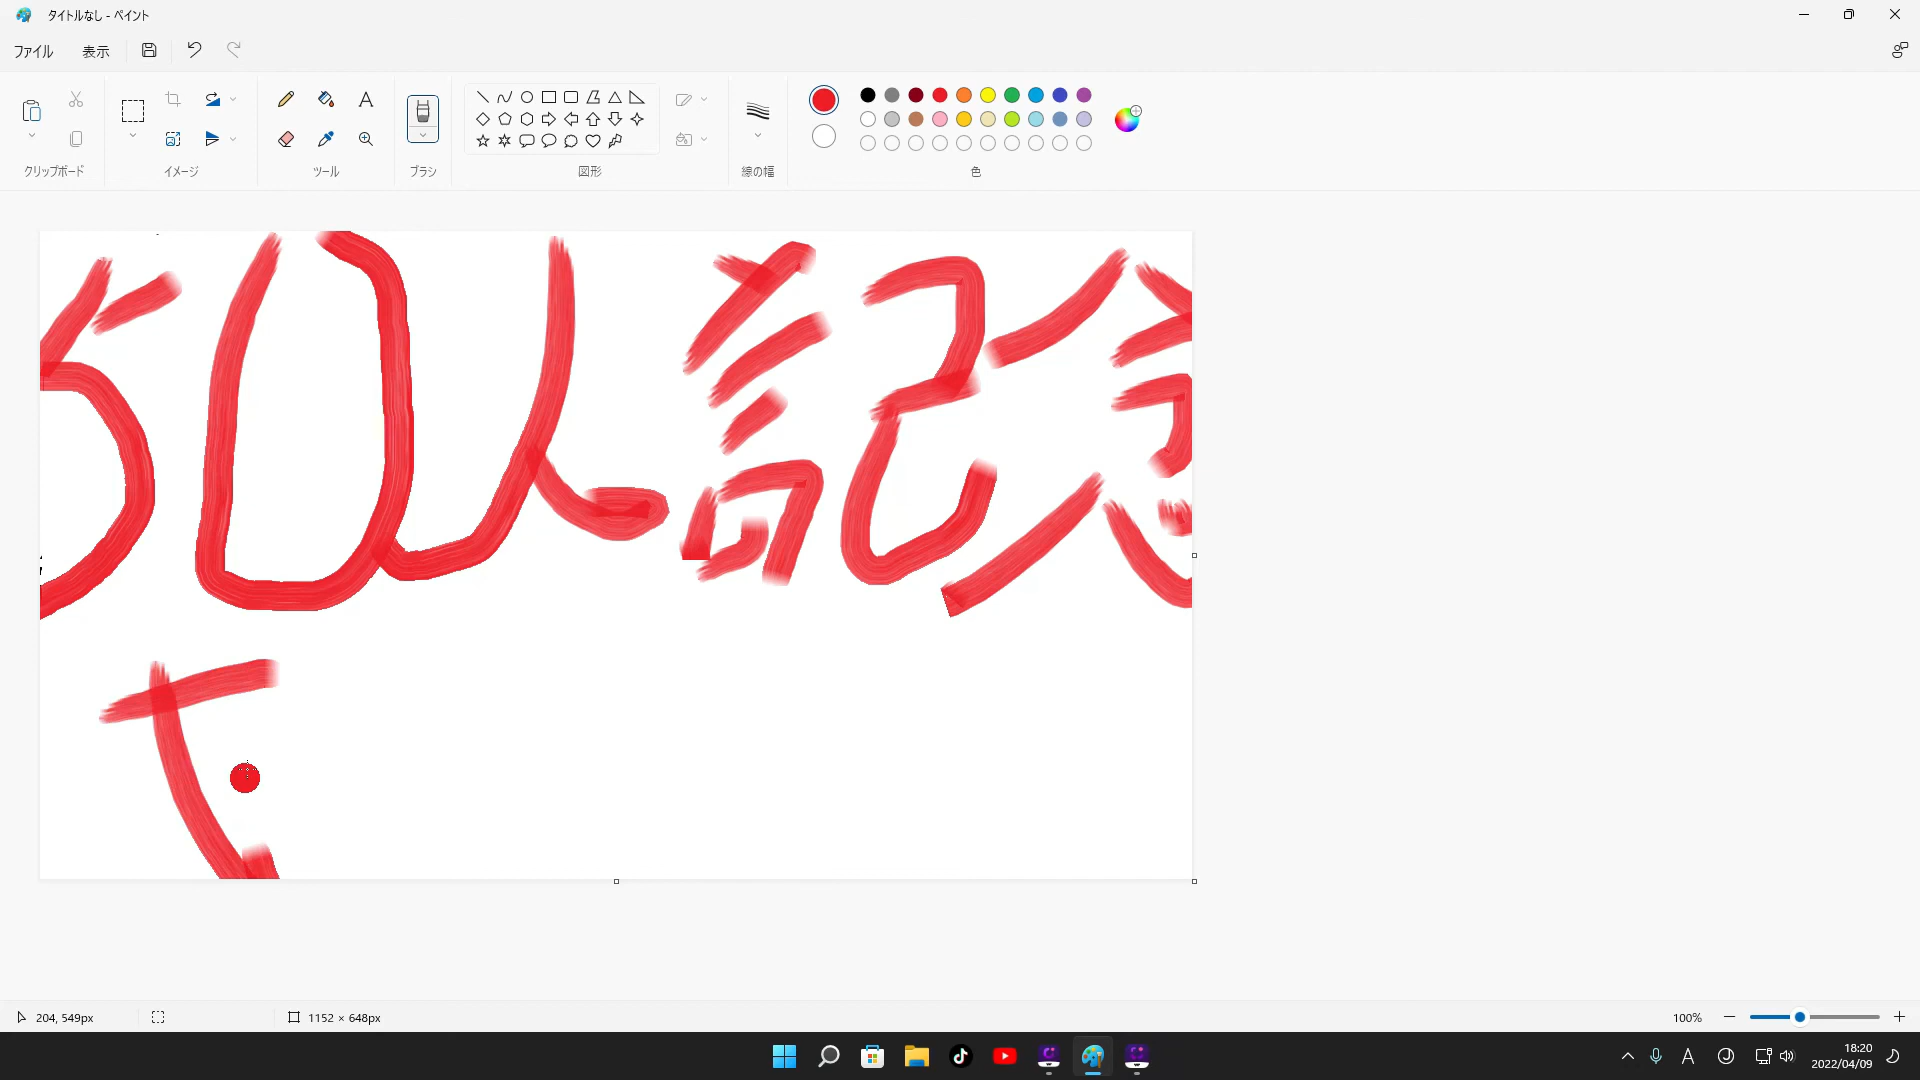 タイトルなし - ペイント
ファイル 表示
クリップボード イメージ ツール ブラシ 図形 線の幅 色
50人記念
204, 549px 1152 × 648px 100%
18:20
2022/04/09